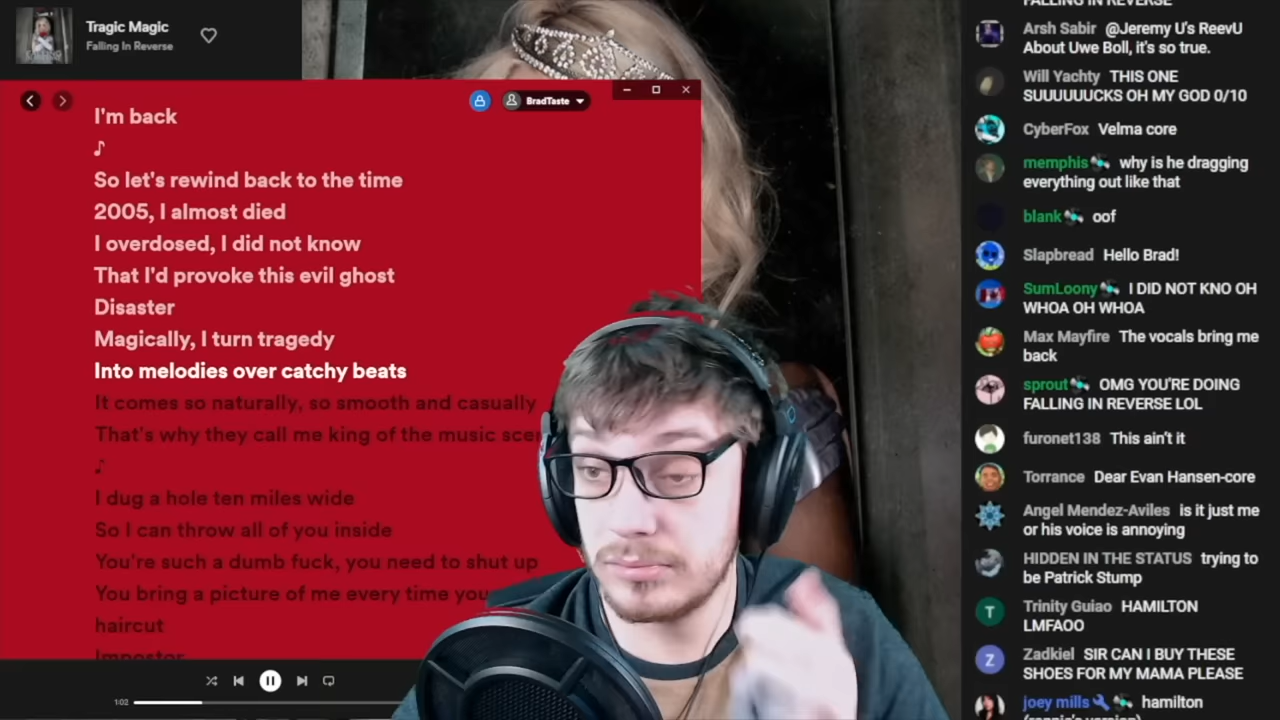 Tragic Magic
Falling In Reverse
BradTaste
I'm back
♪
So let's rewind back to the time
2005, I almost died
I overdosed, I did not know
That I'd provoke this evil ghost
Disaster
Magically, I turn tragedy
Into melodies over catchy beats
It comes so naturally, so smooth and casually
That's why they call me king of the music
♪
I dug a hole ten miles wide
So I can throw all of you inside
You're such a dumb fuck, you need to shut up
You bring a picture of me every time you
haircut
Impostor
1:02
FALLING IN REVERSE
Arsh Sabir @Jeremy U's ReevU
About Uwe Boll, it's so true.
Will Yachty THIS ONE
SUUUUUUCKS OH MY GOD 0/10
CyberFox Velma core
memphis why is he dragging
everything out like that
blank oof
Slapbread Hello Brad!
SumLoony I DID NOT KNO OH
WHOA OH WHOA
Max Mayfire The vocals bring me
back
sprout OMG YOU'RE DOING
FALLING IN REVERSE LOL
furonet138 This ain't it
Torrance Dear Evan Hansen-core
Angel Mendez-Aviles is it just me
or his voice is annoying
HIDDEN IN THE STATUS trying to
be Patrick Stump
T
Trinity Guiao HAMILTON
LMFAOO
Z
Zadkiel SIR CAN I BUY THESE
SHOES FOR MY MAMA PLEASE
joey mills hamilton